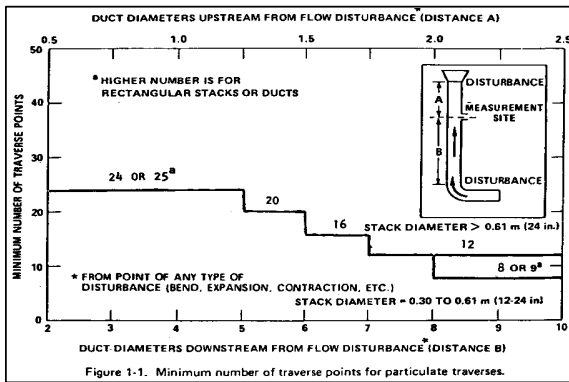 DUCT DIAMETERS UPSTREAM FROM FLOW DISTURBANCE* (DISTANCE A)
0.5 1.0 1.5 2.0 2.5
50
a HIGHER NUMBER IS FOR
RECTANGULAR STACKS OR DUCTS
DISTURBANCE
A
MEASUREMENT
SITE
B
DISTURBANCE
40
30
20
10
0
MINIMUM NUMBER OF TRAVERSE POINTS
24 OR 25a
20
16
STACK DIAMETER > 0.61 m (24 in.)
12
8 OR 9a
* FROM POINT OF ANY TYPE OF
DISTURBANCE (BEND, EXPANSION, CONTRACTION, ETC.)
STACK DIAMETER = 0.30 TO 0.61 m (12-24 in)
2 3 4 5 6 7 8 9 10
DUCT DIAMETERS DOWNSTREAM FROM FLOW DISTURBANCE* (DISTANCE B)
Figure 1-1. Minimum number of traverse points for particulate traverses.